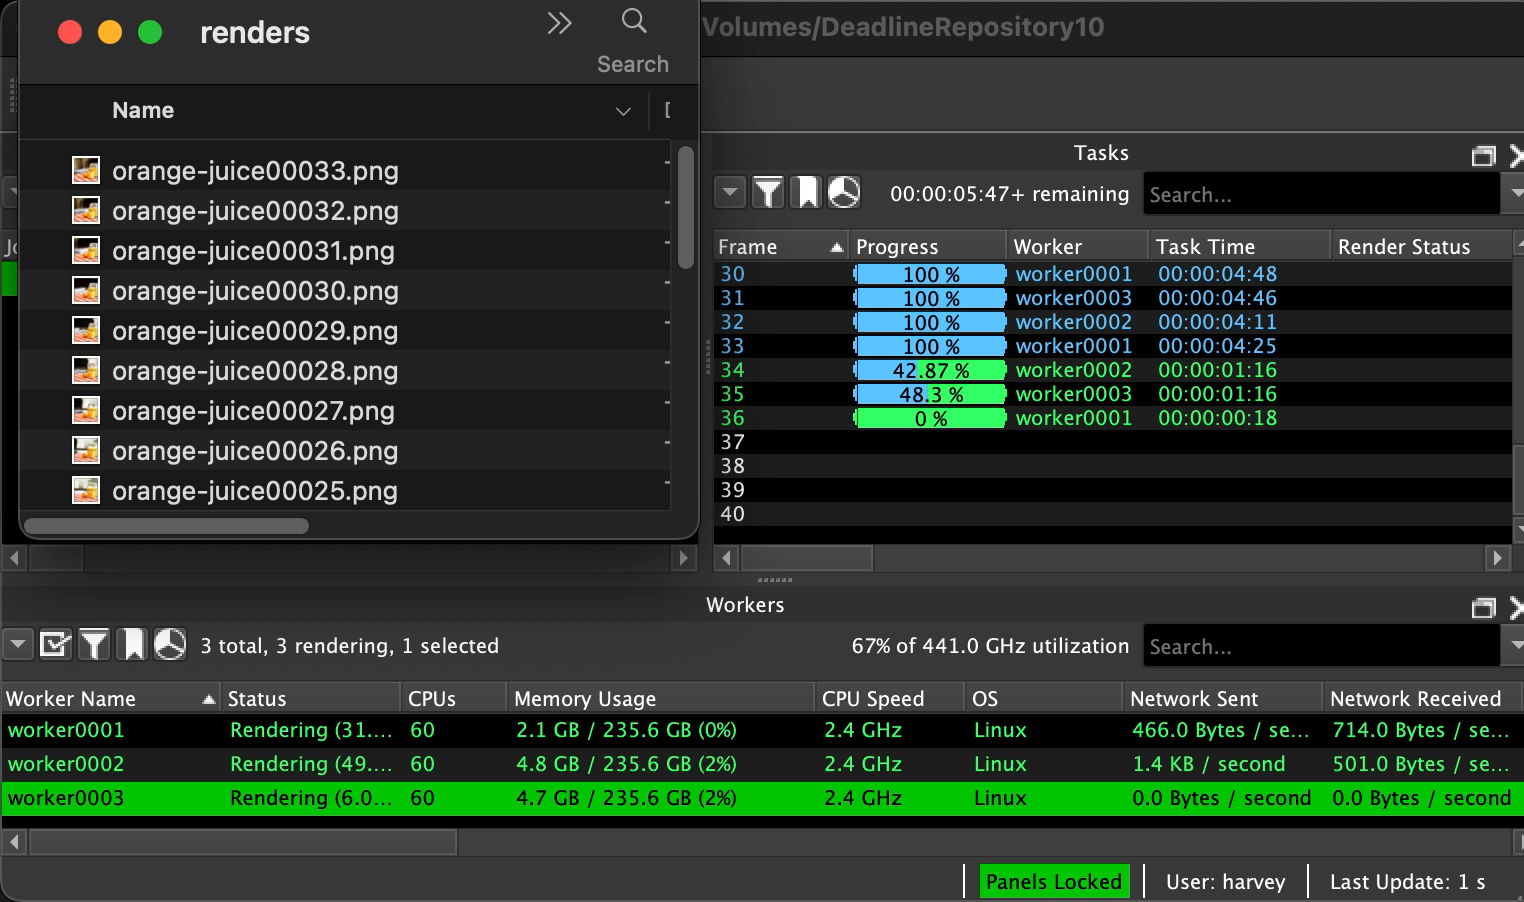 renders
Search
Volumes/DeadlineRepository10
Name
orange-juice00033.png
orange-juice00032.png
orange-juice00031.png
orange-juice00030.png
orange-juice00029.png
orange-juice00028.png
orange-juice00027.png
orange-juice00026.png
orange-juice00025.png
Tasks
00:00:05:47+ remaining
Search...
Frame Progress Worker Task Time Render Status
30 100 % worker0001 00:00:04:48
31 100 % worker0003 00:00:04:46
32 100 % worker0002 00:00:04:11
33 100 % worker0001 00:00:04:25
34 42.87 % worker0002 00:00:01:16
35 48.3 % worker0003 00:00:01:16
36 0 % worker0001 00:00:00:18
37
38
39
40
Workers
3 total, 3 rendering, 1 selected 67% of 441.0 GHz utilization Search...
Worker Name Status CPUs Memory Usage CPU Speed OS Network Sent Network Received
worker0001 Rendering (31.... 60 2.1 GB / 235.6 GB (0%) 2.4 GHz Linux 466.0 Bytes / se... 714.0 Bytes / se...
worker0002 Rendering (49.... 60 4.8 GB / 235.6 GB (2%) 2.4 GHz Linux 1.4 KB / second 501.0 Bytes / se...
worker0003 Rendering (6.0... 60 4.7 GB / 235.6 GB (2%) 2.4 GHz Linux 0.0 Bytes / second 0.0 Bytes / second
Panels Locked User: harvey Last Update: 1 s